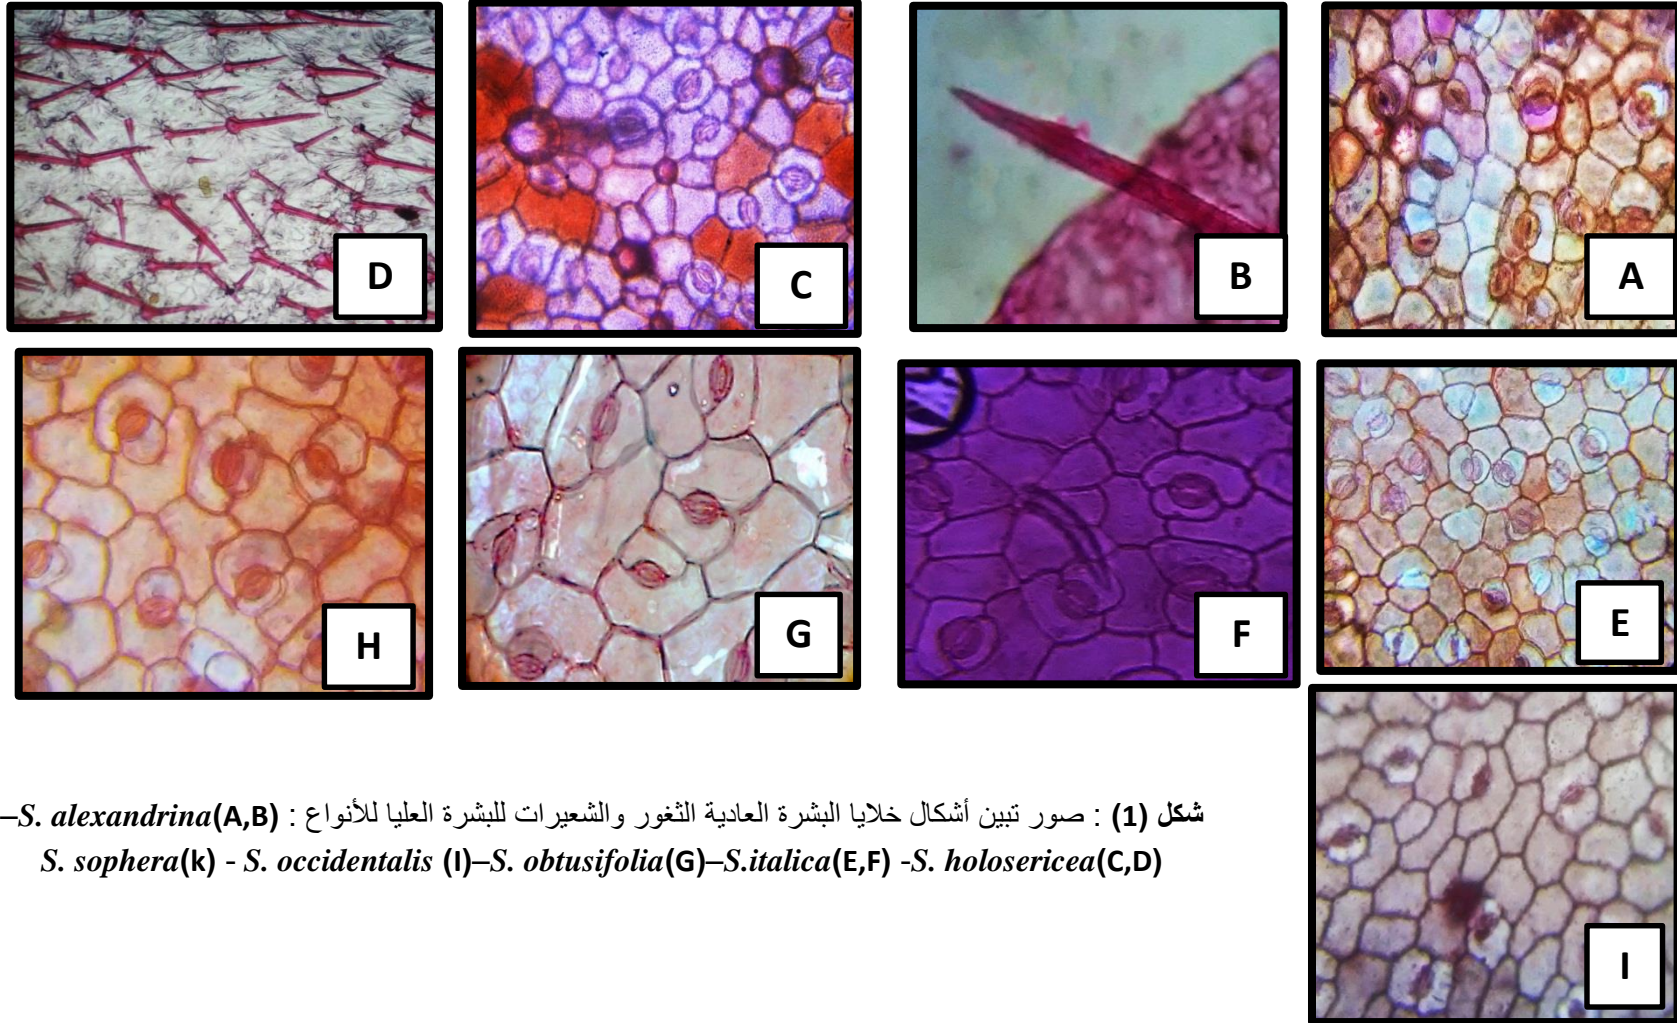 D
C
B
A
H
G
F
E
I
شكل (1) : صور تبين أشكال خلايا البشرة العادية الثغور والشعيرات للبشرة العليا للأنواع : S. alexandrina(A,B)–
S. sophera(k) - S. occidentalis (I)–S. obtusifolia(G)–S.italica(E,F) -S. holosericea(C,D)